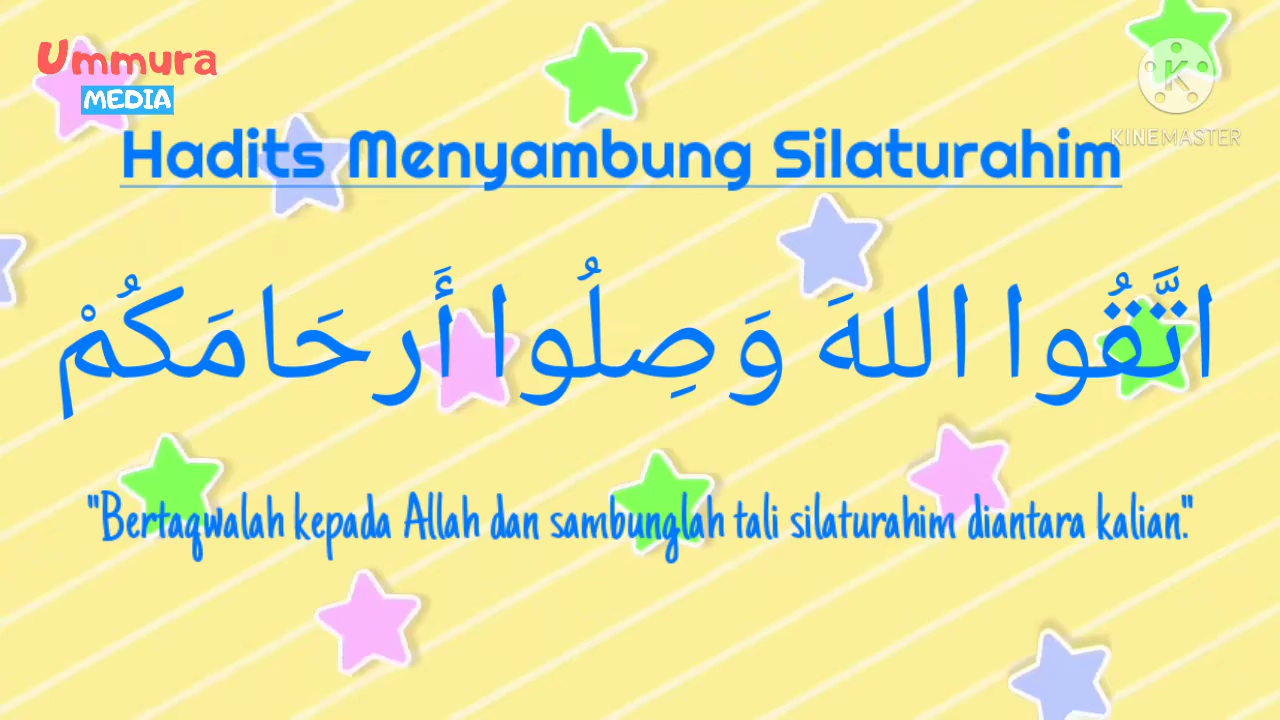 Ummura
MEDIA
KINEMASTER
Hadits Menyambung Silaturahim
اتَّقُوا اللهَ وَصِلُوا أَرحَامَكُمْ
"Bertaqwalah kepada Allah dan sambunglah tali silaturahim diantara kalian."